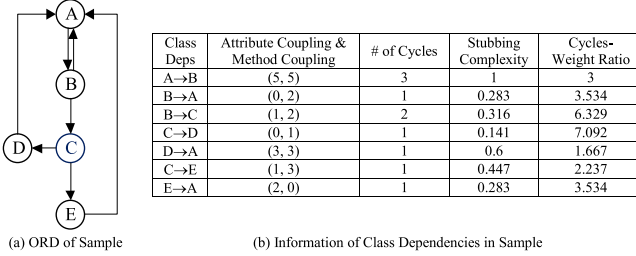 A
B
D
C
E
(a) ORD of Sample
Class Deps | Attribute Coupling & Method Coupling | # of Cycles | Stubbing Complexity | Cycles-Weight Ratio
A→B | (5, 5) | 3 | 1 | 3
B→A | (0, 2) | 1 | 0.283 | 3.534
B→C | (1, 2) | 2 | 0.316 | 6.329
C→D | (0, 1) | 1 | 0.141 | 7.092
D→A | (3, 3) | 1 | 0.6 | 1.667
C→E | (1, 3) | 1 | 0.447 | 2.237
E→A | (2, 0) | 1 | 0.283 | 3.534
(b) Information of Class Dependencies in Sample